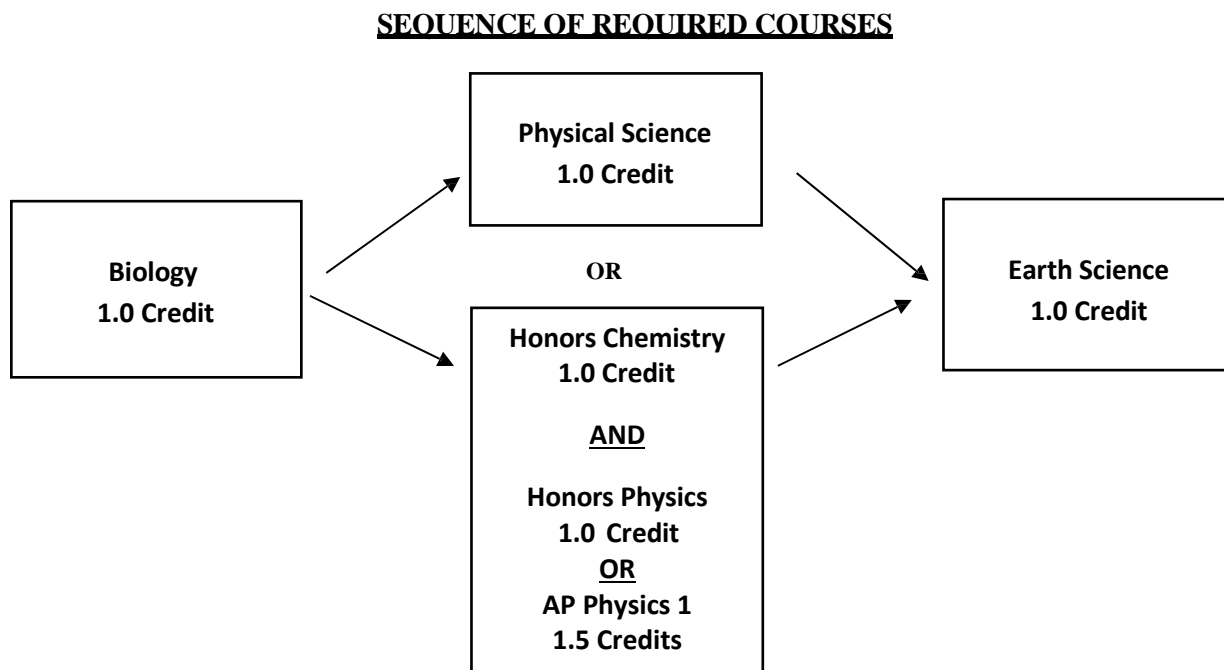 SEQUENCE OF REQUIRED COURSES
Physical Science
1.0 Credit
Biology
1.0 Credit
OR
Earth Science
1.0 Credit
Honors Chemistry
1.0 Credit
AND
Honors Physics
1.0 Credit
OR
AP Physics 1
1.5 Credits